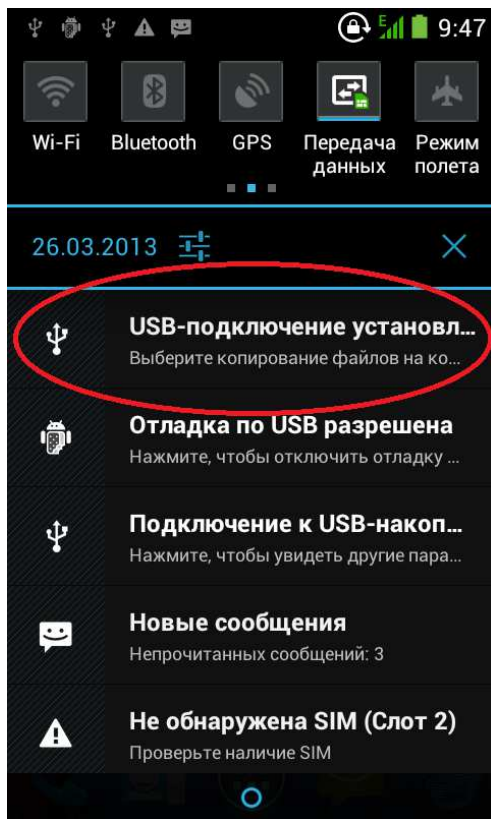 E 9:47
Wi-Fi Bluetooth GPS Передача Режим
данных полета
26.03.2013
USB-подключение установл...
Выберите копирование файлов на ко...
Отладка по USB разрешена
Нажмите, чтобы отключить отладку ...
Подключение к USB-накоп...
Нажмите, чтобы увидеть другие пара...
Новые сообщения
Непрочитанных сообщений: 3
Не обнаружена SIM (Слот 2)
Проверьте наличие SIM